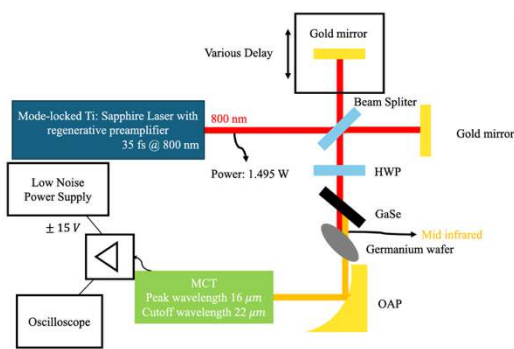 Gold mirror
Various Delay
Beam Spliter
Mode-locked Ti: Sapphire Laser with
regenerative preamplifier
35 fs @ 800 nm
800 nm
Gold mirror
Power: 1.495 W
HWP
Low Noise
Power Supply
GaSe
Mid infrared
Germanium wafer
± 15 V
MCT
Peak wavelength 16 μm
Cutoff wavelength 22 μm
OAP
Oscilloscope